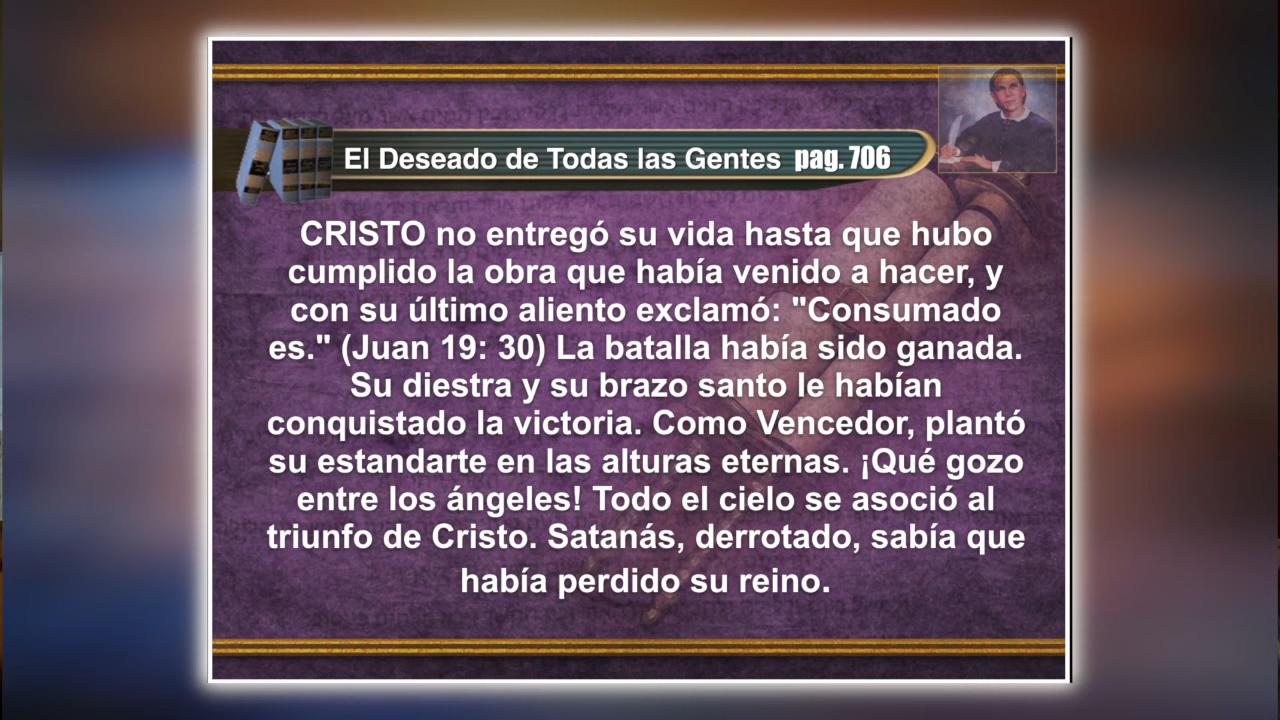 El Deseado de Todas las Gentes pag. 706
CRISTO no entregó su vida hasta que hubo
cumplido la obra que había venido a hacer, y
con su último aliento exclamó: "Consumado
es." (Juan 19: 30) La batalla había sido ganada.
Su diestra y su brazo santo le habían
conquistado la victoria. Como Vencedor, plantó
su estandarte en las alturas eternas. ¡Qué gozo
entre los ángeles! Todo el cielo se asoció al
triunfo de Cristo. Satanás, derrotado, sabía que
había perdido su reino.